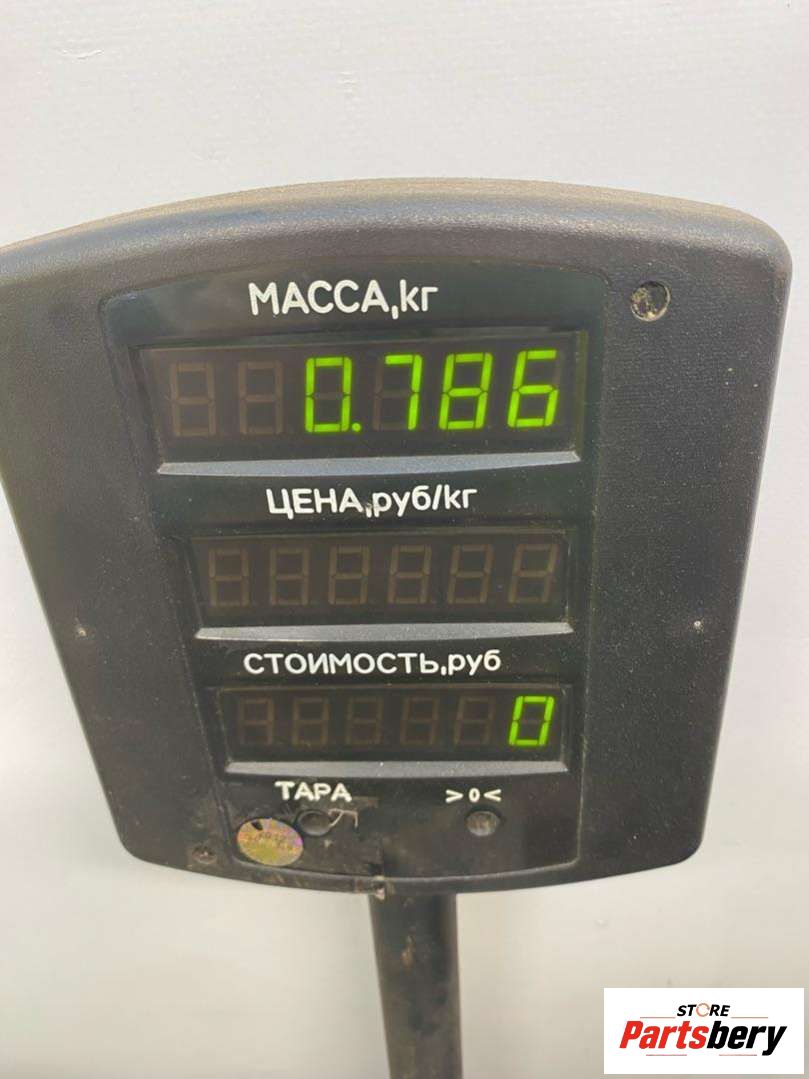 МАССА,кг
0.786
ЦЕНА,руб/кг
СТОИМОСТЬ,руб
0
ТАРА >0<
STORE
Partsbery